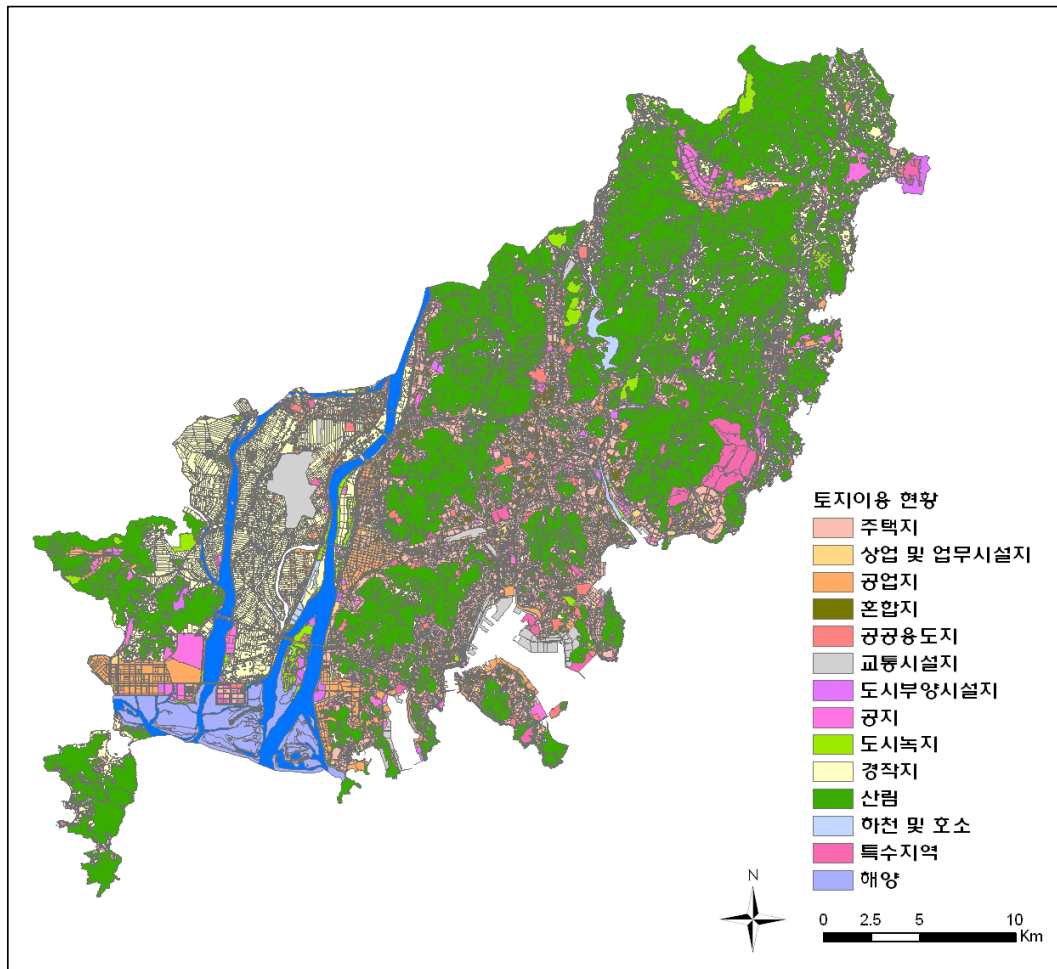 토지이용 현황
주택지
상업 및 업무시설지
공업지
혼합지
공공용도지
교통시설지
도시부양시설지
공지
도시녹지
경작지
산림
하천 및 호소
특수지역
해양
N
0 2.5 5 10
Km